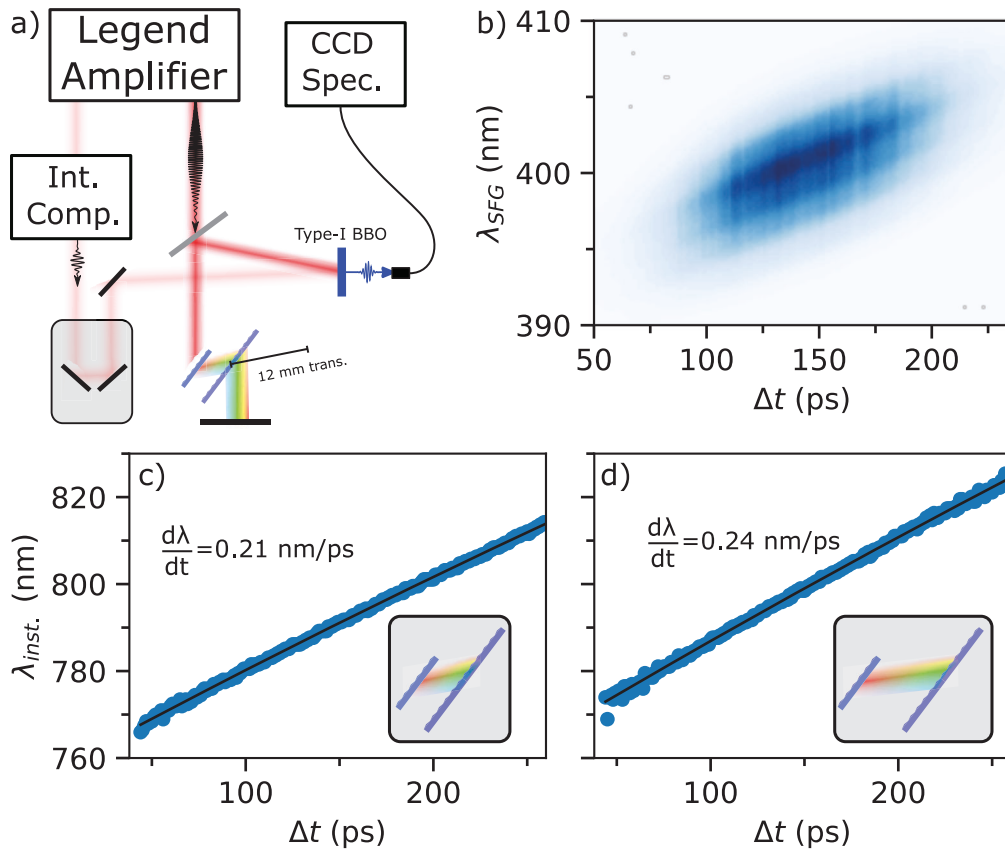 a)
Legend
Amplifier
CCD
Spec.
Int.
Comp.
Type-I BBO
12 mm trans.
b)
410
400
390
λSFG (nm)
50
100
150
200
Δt (ps)
c)
dλ
dt
=0.21 nm/ps
820
800
780
760
λinst. (nm)
100
200
Δt (ps)
d)
dλ
dt
=0.24 nm/ps
100
200
Δt (ps)